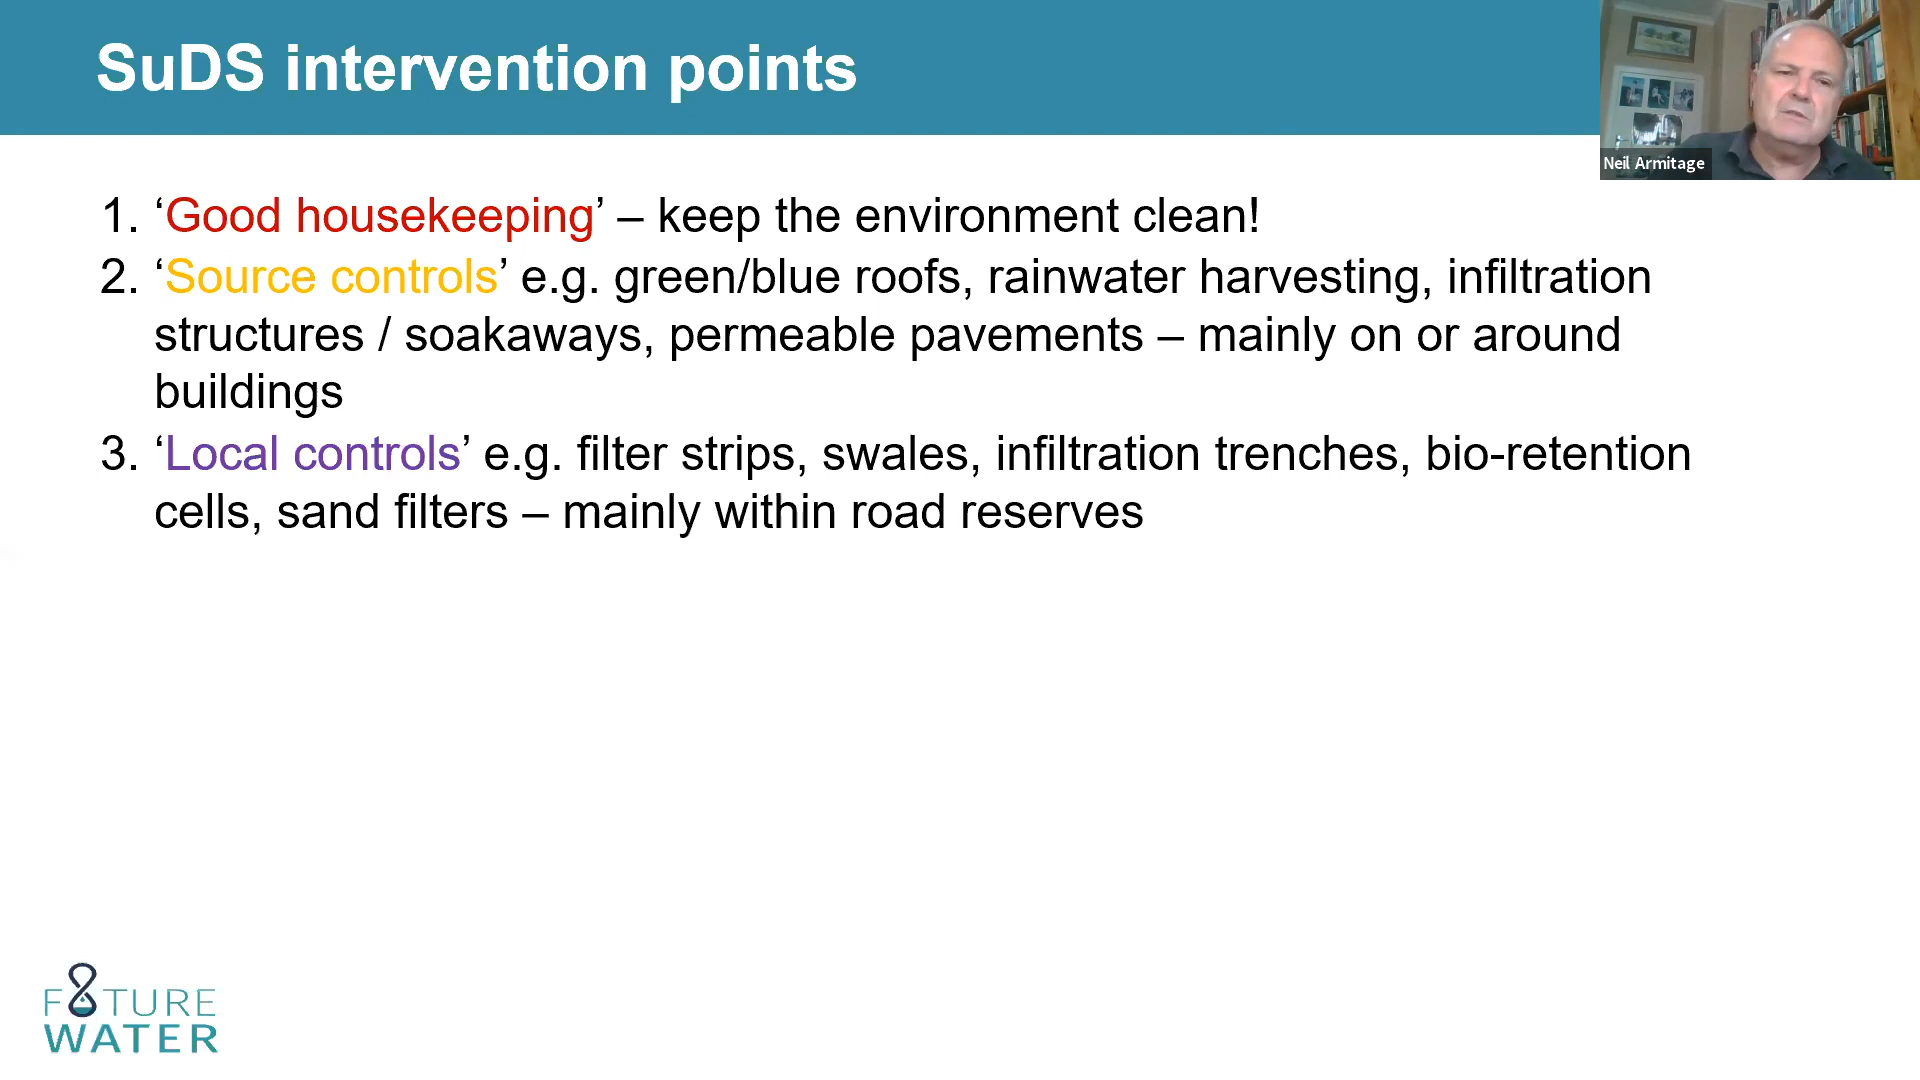 SuDS intervention points
Neil Armitage
1. ‘Good housekeeping’ – keep the environment clean!
2. ‘Source controls’ e.g. green/blue roofs, rainwater harvesting, infiltration
structures / soakaways, permeable pavements – mainly on or around
buildings
3. ‘Local controls’ e.g. filter strips, swales, infiltration trenches, bio-retention
cells, sand filters – mainly within road reserves
FUTURE
WATER